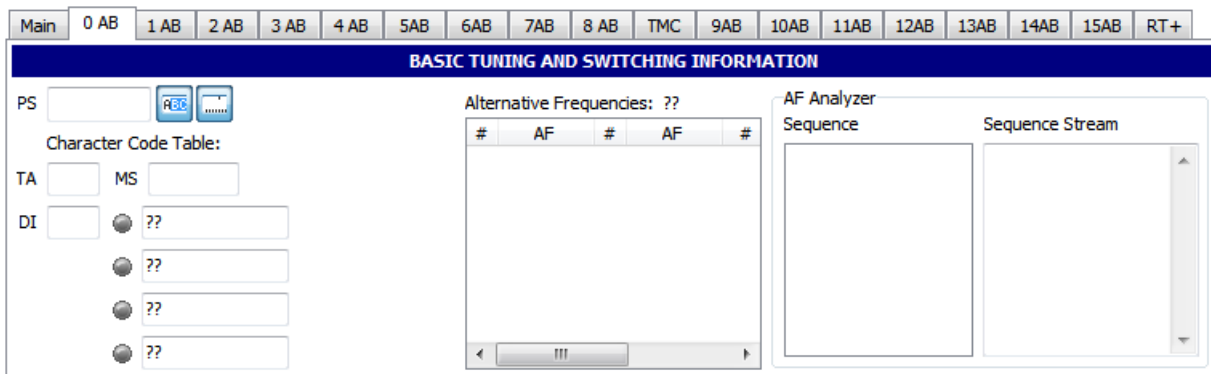 Main 0 AB 1 AB 2 AB 3 AB 4 AB 5AB 6AB 7AB 8 AB TMC 9AB 10AB 11AB 12AB 13AB 14AB 15AB RT+
BASIC TUNING AND SWITCHING INFORMATION
PS ABC
Character Code Table:
TA MS
DI ??
??
??
??
Alternative Frequencies: ??
# AF # AF #
AF Analyzer
Sequence Sequence Stream